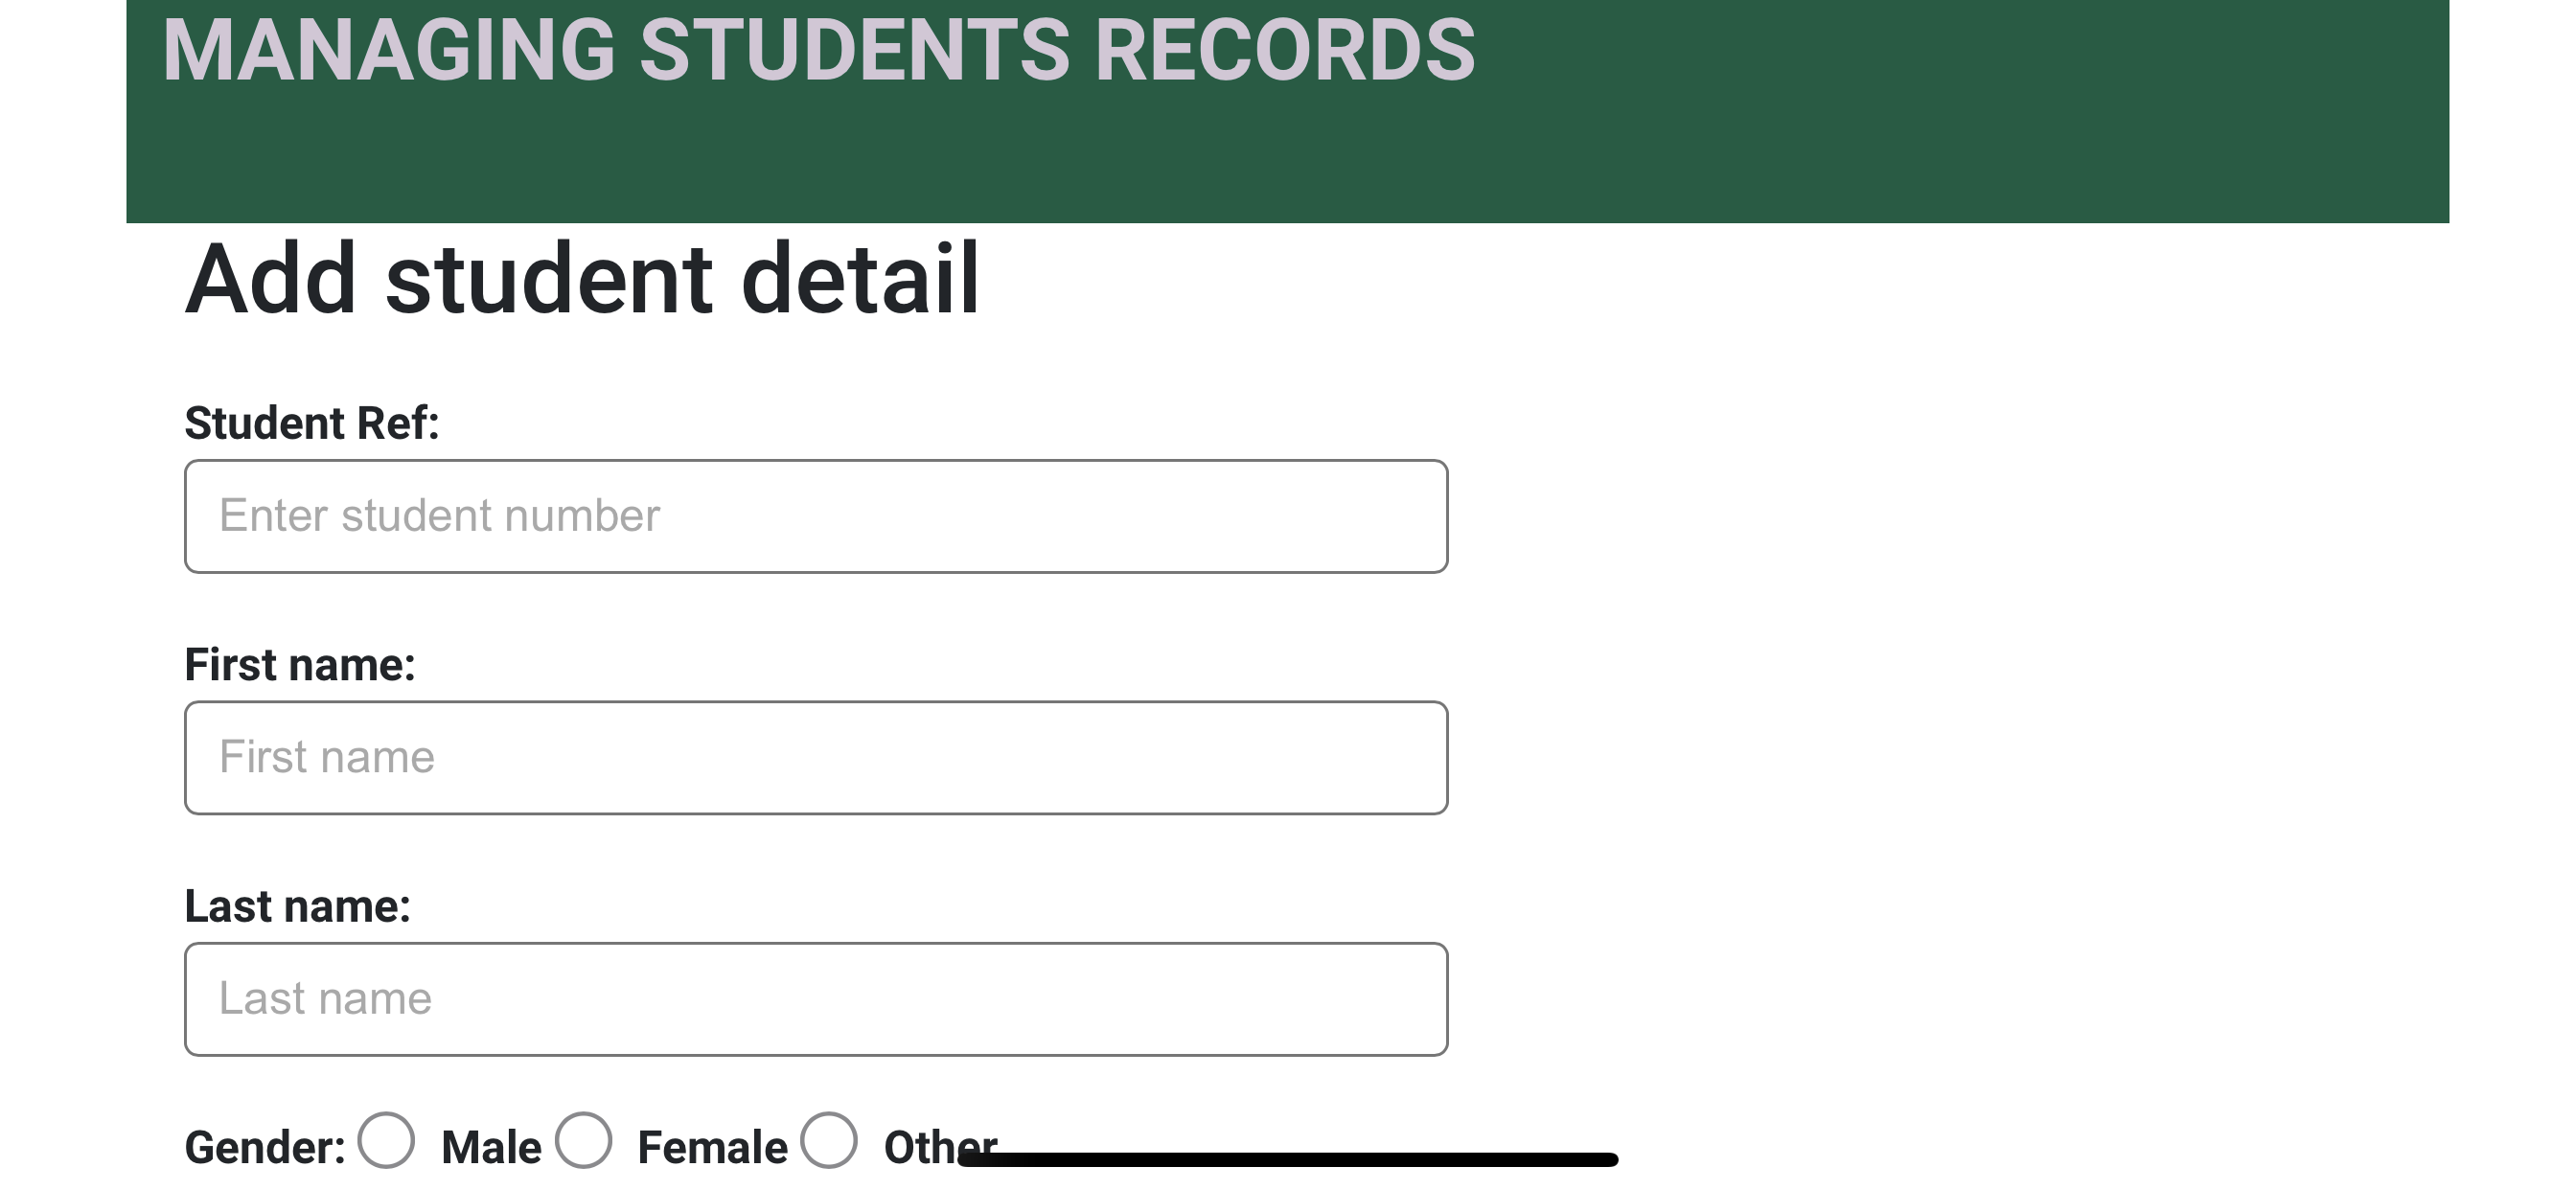 MANAGING STUDENTS RECORDS
Add student detail
Student Ref:
Enter student number
First name:
First name
Last name:
Last name
Gender: Male Female Other